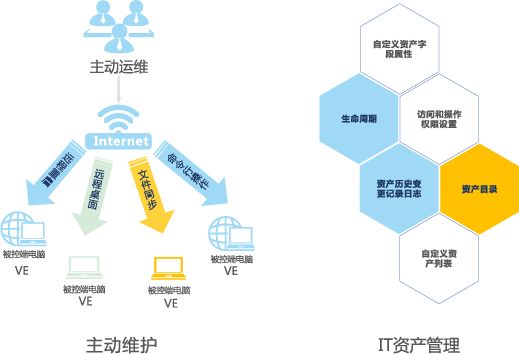 主动运维
Internet
远程
远程桌面
文件同步
命令行操作
被控端电脑
VE
被控端电脑
VE
被控端电脑
VE
被控端电脑
VE
主动维护
自定义资产字
段属性
生命周期
访问和操作
权限设置
资产历史变
更记录日志
资产目录
自定义资
产列表
IT资产管理